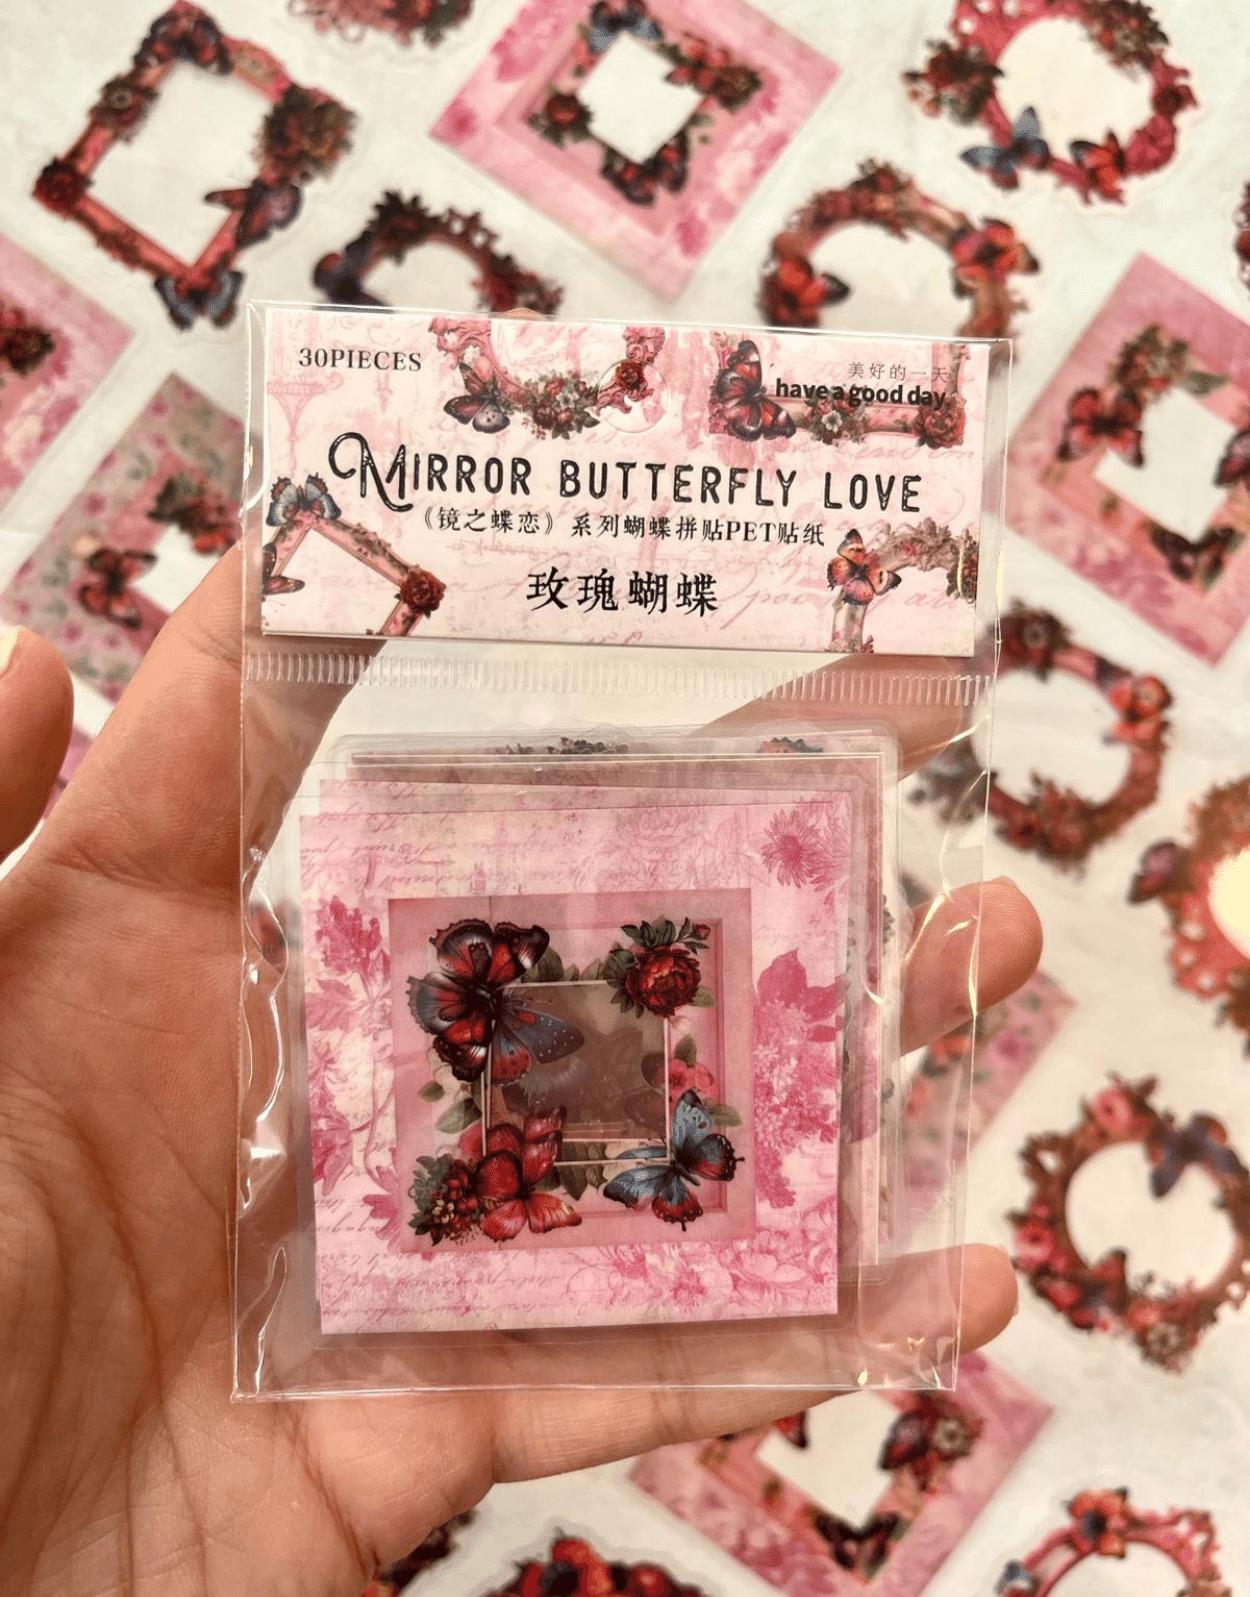 30PIECES
美好的一天
have a good day
MIRROR BUTTERFLY LOVE
《镜之蝶恋》系列蝴蝶拼贴PET贴纸
玫瑰蝴蝶